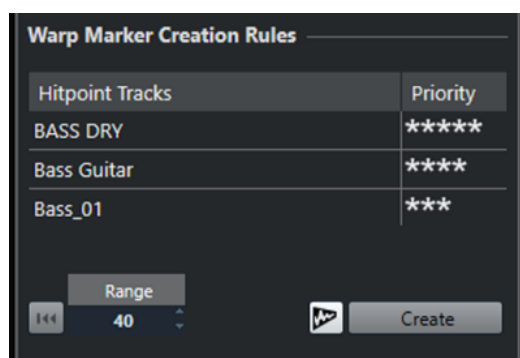 Warp Marker Creation Rules
Hitpoint Tracks Priority
BASS DRY *****
Bass Guitar ****
Bass_01 ***
Range
40 Create